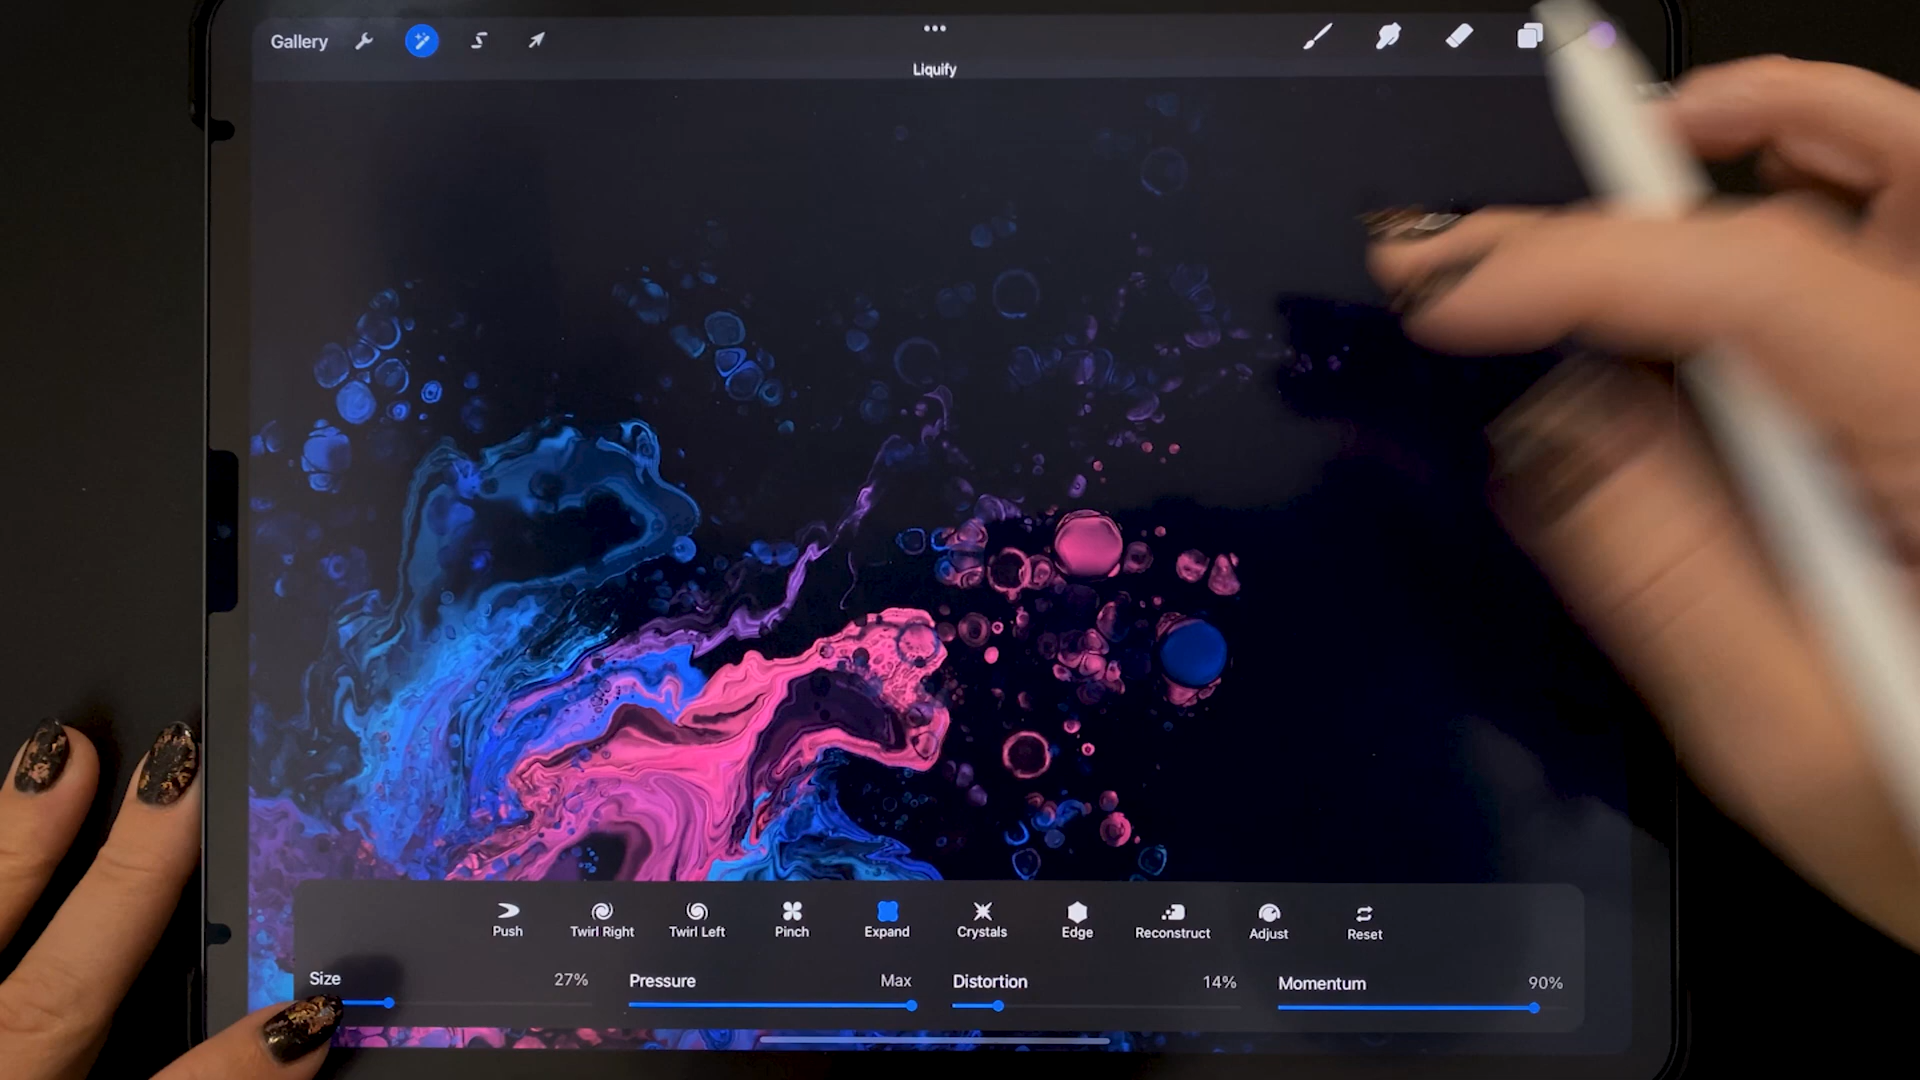 Gallery
Liquify
Push Twirl Right Twirl Left Pinch Expand Crystals Edge Reconstruct Adjust Reset
Size 27% Pressure Max Distortion 14% Momentum 90%